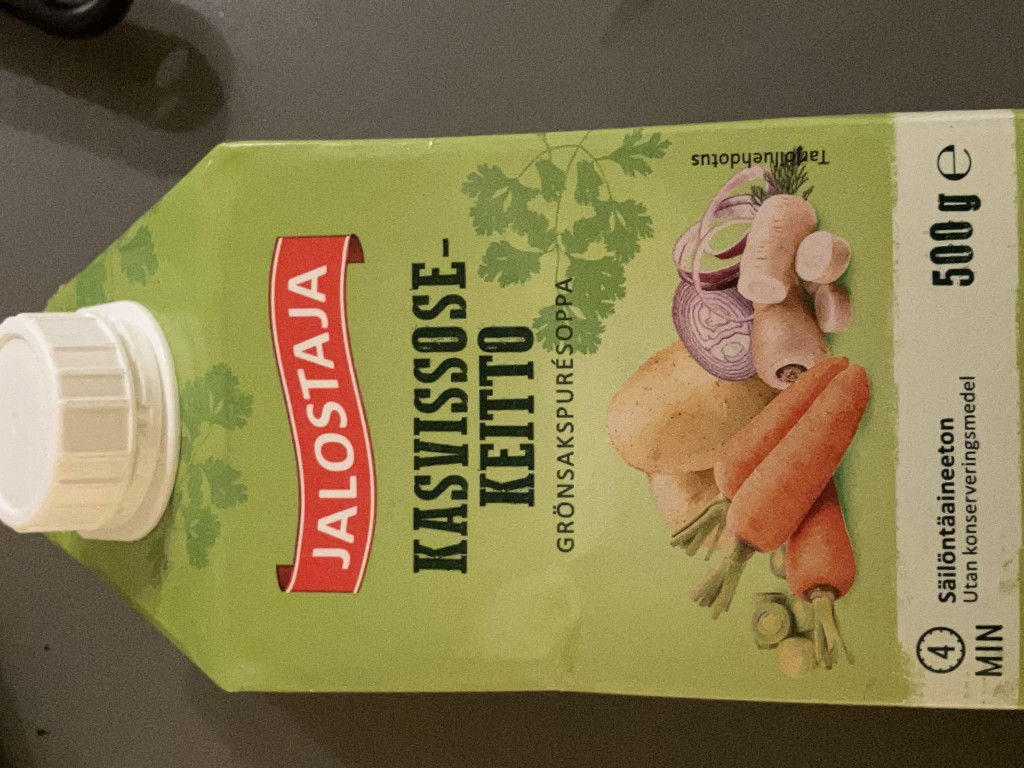 JALOSTAJA
KASVISSOSE-
KEITTO
GRÖNSAKSPURÉSOPPA
Tarjoiluehdotus
4
MIN
Säilöntäaineeton
Utan konserveringsmedel
500 g e